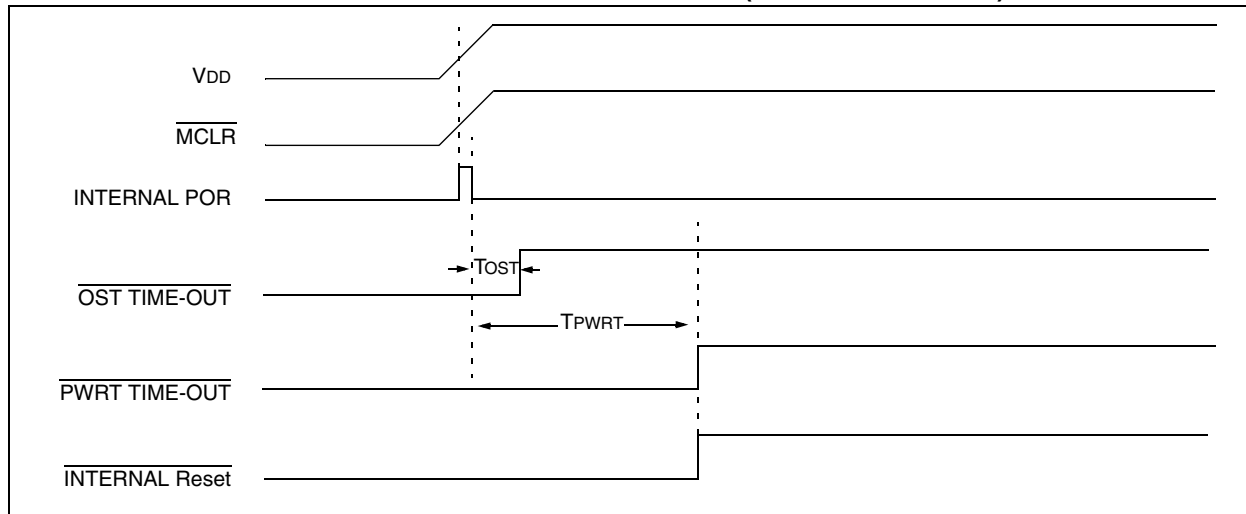 VDD
MCLR
INTERNAL POR
TOST
OST TIME-OUT
TPWRT
PWRT TIME-OUT
INTERNAL Reset